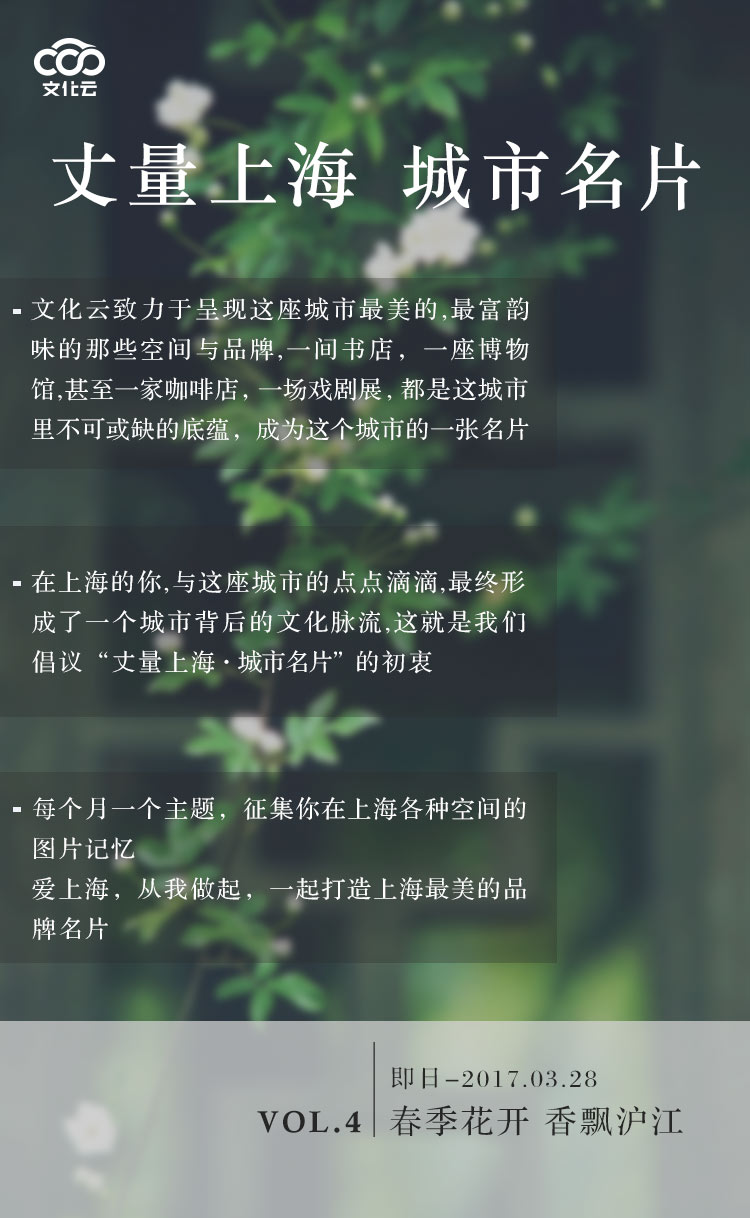 文化云
丈量上海 城市名片
文化云致力于呈现这座城市最美的,最富韵
味的那些空间与品牌,一间书店，一座博物
馆,甚至一家咖啡店，一场戏剧展，都是这城市
里不可或缺的底蕴，成为这个城市的一张名片
在上海的你,与这座城市的点点滴滴,最终形
成了一个城市背后的文化脉流,这就是我们
倡议“丈量上海·城市名片”的初衷
每个月一个主题，征集你在上海各种空间的
图片记忆
爱上海，从我做起，一起打造上海最美的品
牌名片
即日-2017.03.28
VOL.4 春季花开 香飘沪江